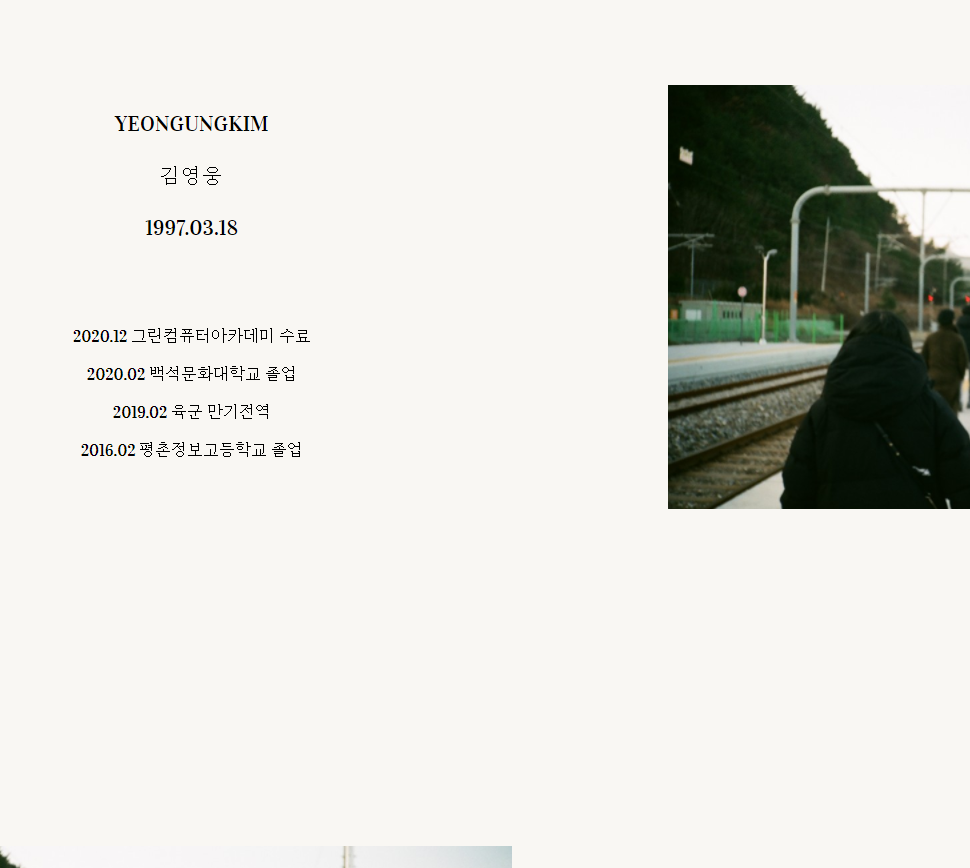 YEONGUNGKIM
김영웅
1997.03.18
2020.12 그린컴퓨터아카데미 수료
2020.02 백석문화대학교 졸업
2019.02 육군 만기전역
2016.02 평촌정보고등학교 졸업